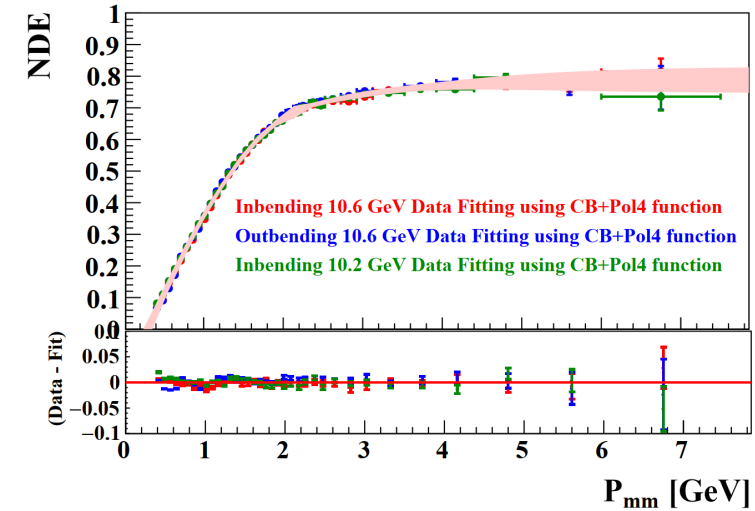 NDE
1
0.9
0.8
0.7
0.6
0.5
0.4
0.3
0.2
0.1
0
Inbending 10.6 GeV Data Fitting using CB+Pol4 function
Outbending 10.6 GeV Data Fitting using CB+Pol4 function
Inbending 10.2 GeV Data Fitting using CB+Pol4 function
(Data - Fit)
0.1
0.05
0
−0.05
−0.1
0 1 2 3 4 5 6 7
Pmm [GeV]